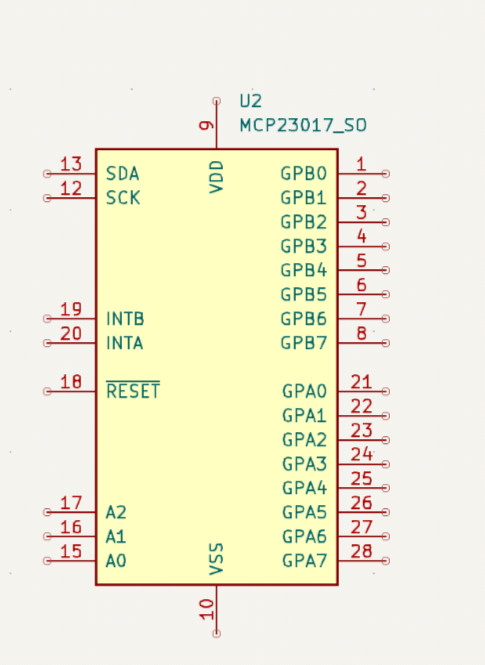 U2
MCP23017_SO
9
VDD
13 SDA GPB0 1
12 SCK GPB1 2
GPB2 3
GPB3 4
GPB4 5
GPB5 6
19 INTB GPB6 7
20 INTA GPB7 8
18 RESET GPA0 21
GPA1 22
GPA2 23
GPA3 24
GPA4 25
17 A2 GPA5 26
16 A1 GPA6 27
15 A0 GPA7 28
VSS
10